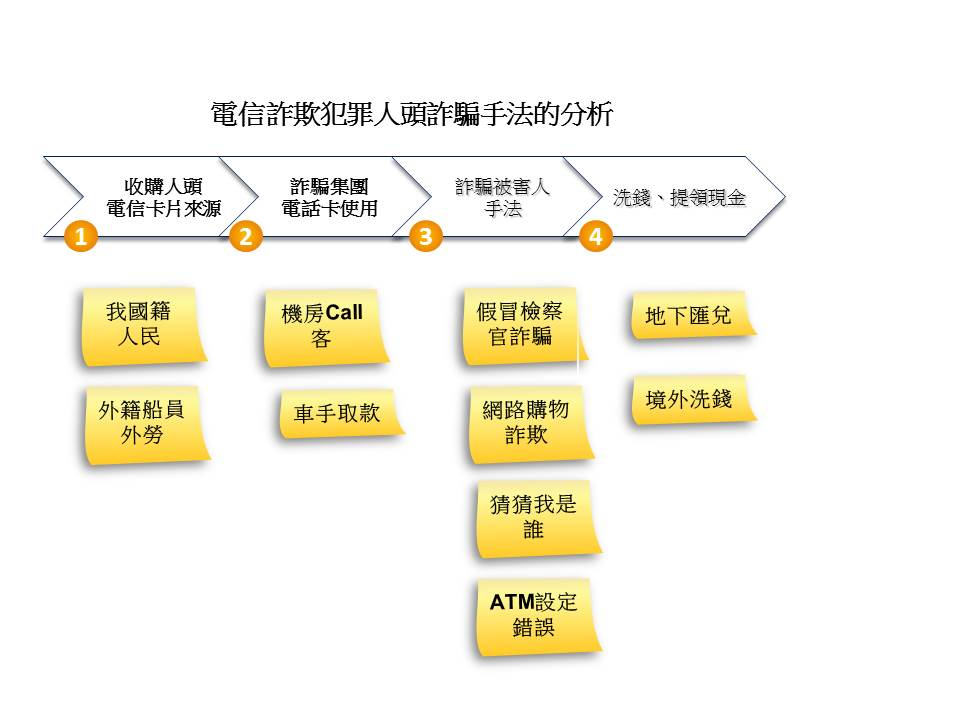 電信詐欺犯罪人頭詐騙手法的分析
收購人頭
電信卡片來源
1
詐騙集團
電話卡使用
2
詐騙被害人
手法
3
洗錢、提領現金
4
我國籍
人民
外籍船員
外勞
機房Call
客
車手取款
假冒檢察
官詐騙
網路購物
詐欺
猜猜我是
誰
ATM設定
錯誤
地下匯兌
境外洗錢